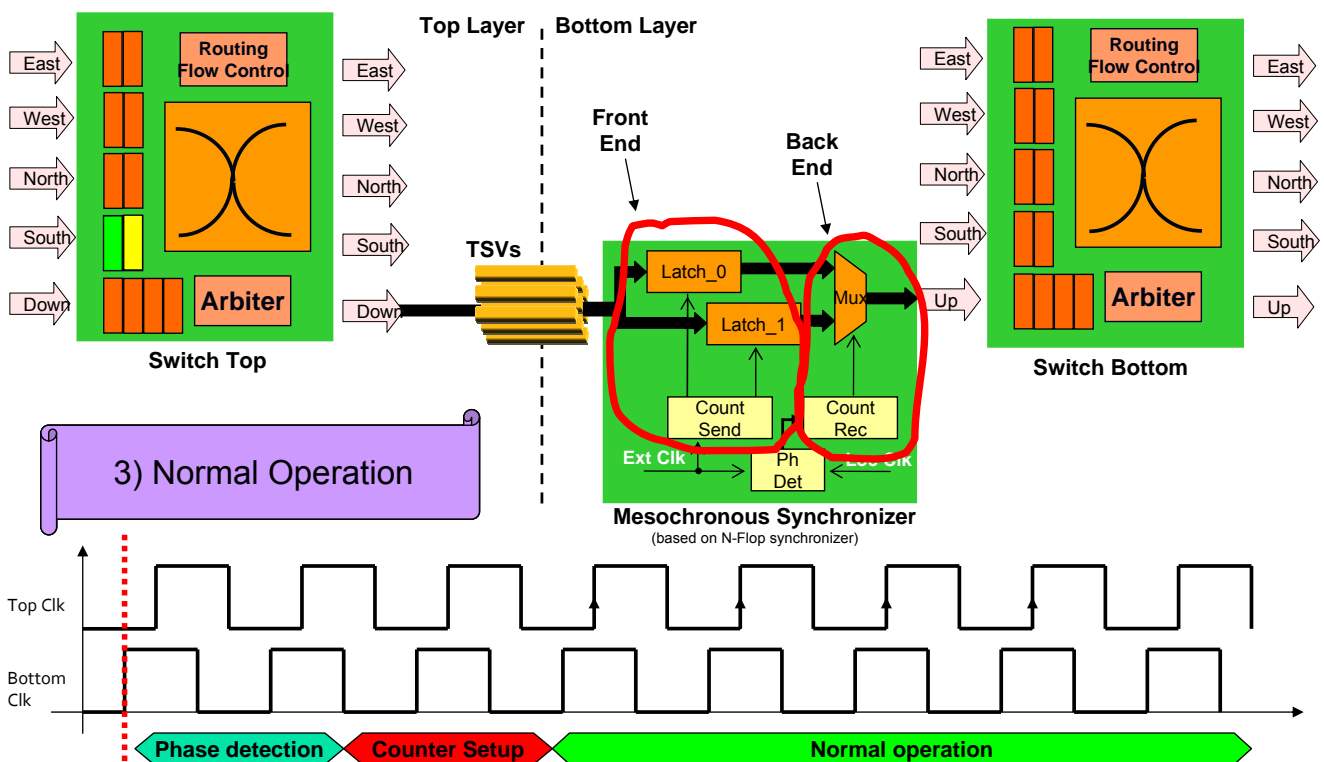 Top Layer
Bottom Layer
East
West
North
South
Down
Routing
Flow Control
Arbiter
East
West
North
South
Down
Switch Top
TSVs
Front
End
Back
End
Latch_0
Latch_1
Mux
Count
Send
Count
Rec
Ext Clk
Ph
Det
Loc Clk
Mesochronous Synchronizer
(based on N-Flop synchronizer)
East
West
North
South
Up
Routing
Flow Control
Arbiter
East
West
North
South
Up
Switch Bottom
3) Normal Operation
Top Clk
Bottom
Clk
Phase detection
Counter Setup
Normal operation